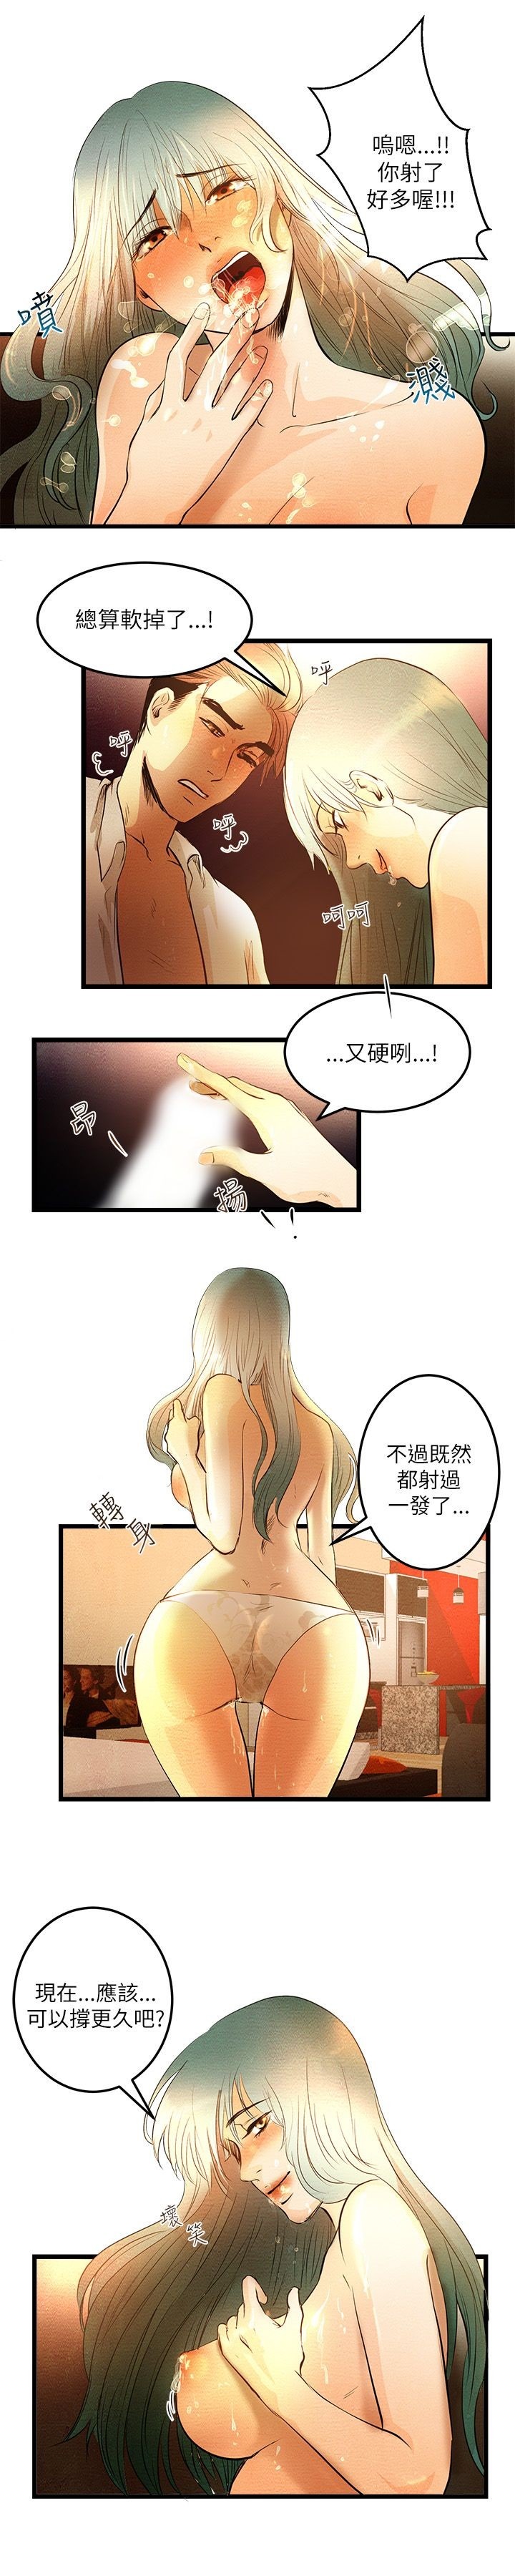 嗚嗯...!!
你射了
好多喔!!!
噴
濺
總算軟掉了...!
呼
呼
呼
呵呵
...又硬咧...!
昂
揚
不過既然
都射過
一發了...
轉
身
現在...應該...
可以撐更久吧?
壞
笑